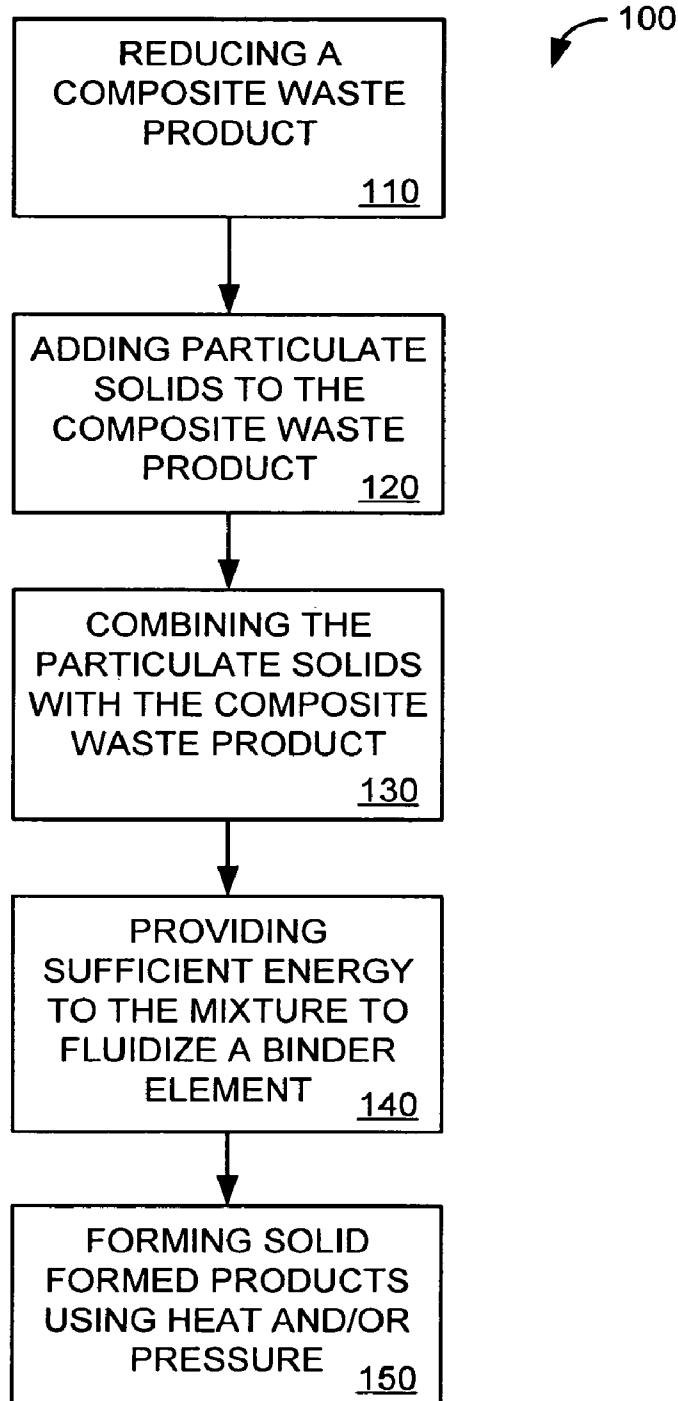 100
REDUCING A
COMPOSITE WASTE
PRODUCT
110
ADDING PARTICULATE
SOLIDS TO THE
COMPOSITE WASTE
PRODUCT
120
COMBINING THE
PARTICULATE SOLIDS
WITH THE COMPOSITE
WASTE PRODUCT
130
PROVIDING
SUFFICIENT ENERGY
TO THE MIXTURE TO
FLUIDIZE A BINDER
ELEMENT
140
FORMING SOLID
FORMED PRODUCTS
USING HEAT AND/OR
PRESSURE
150